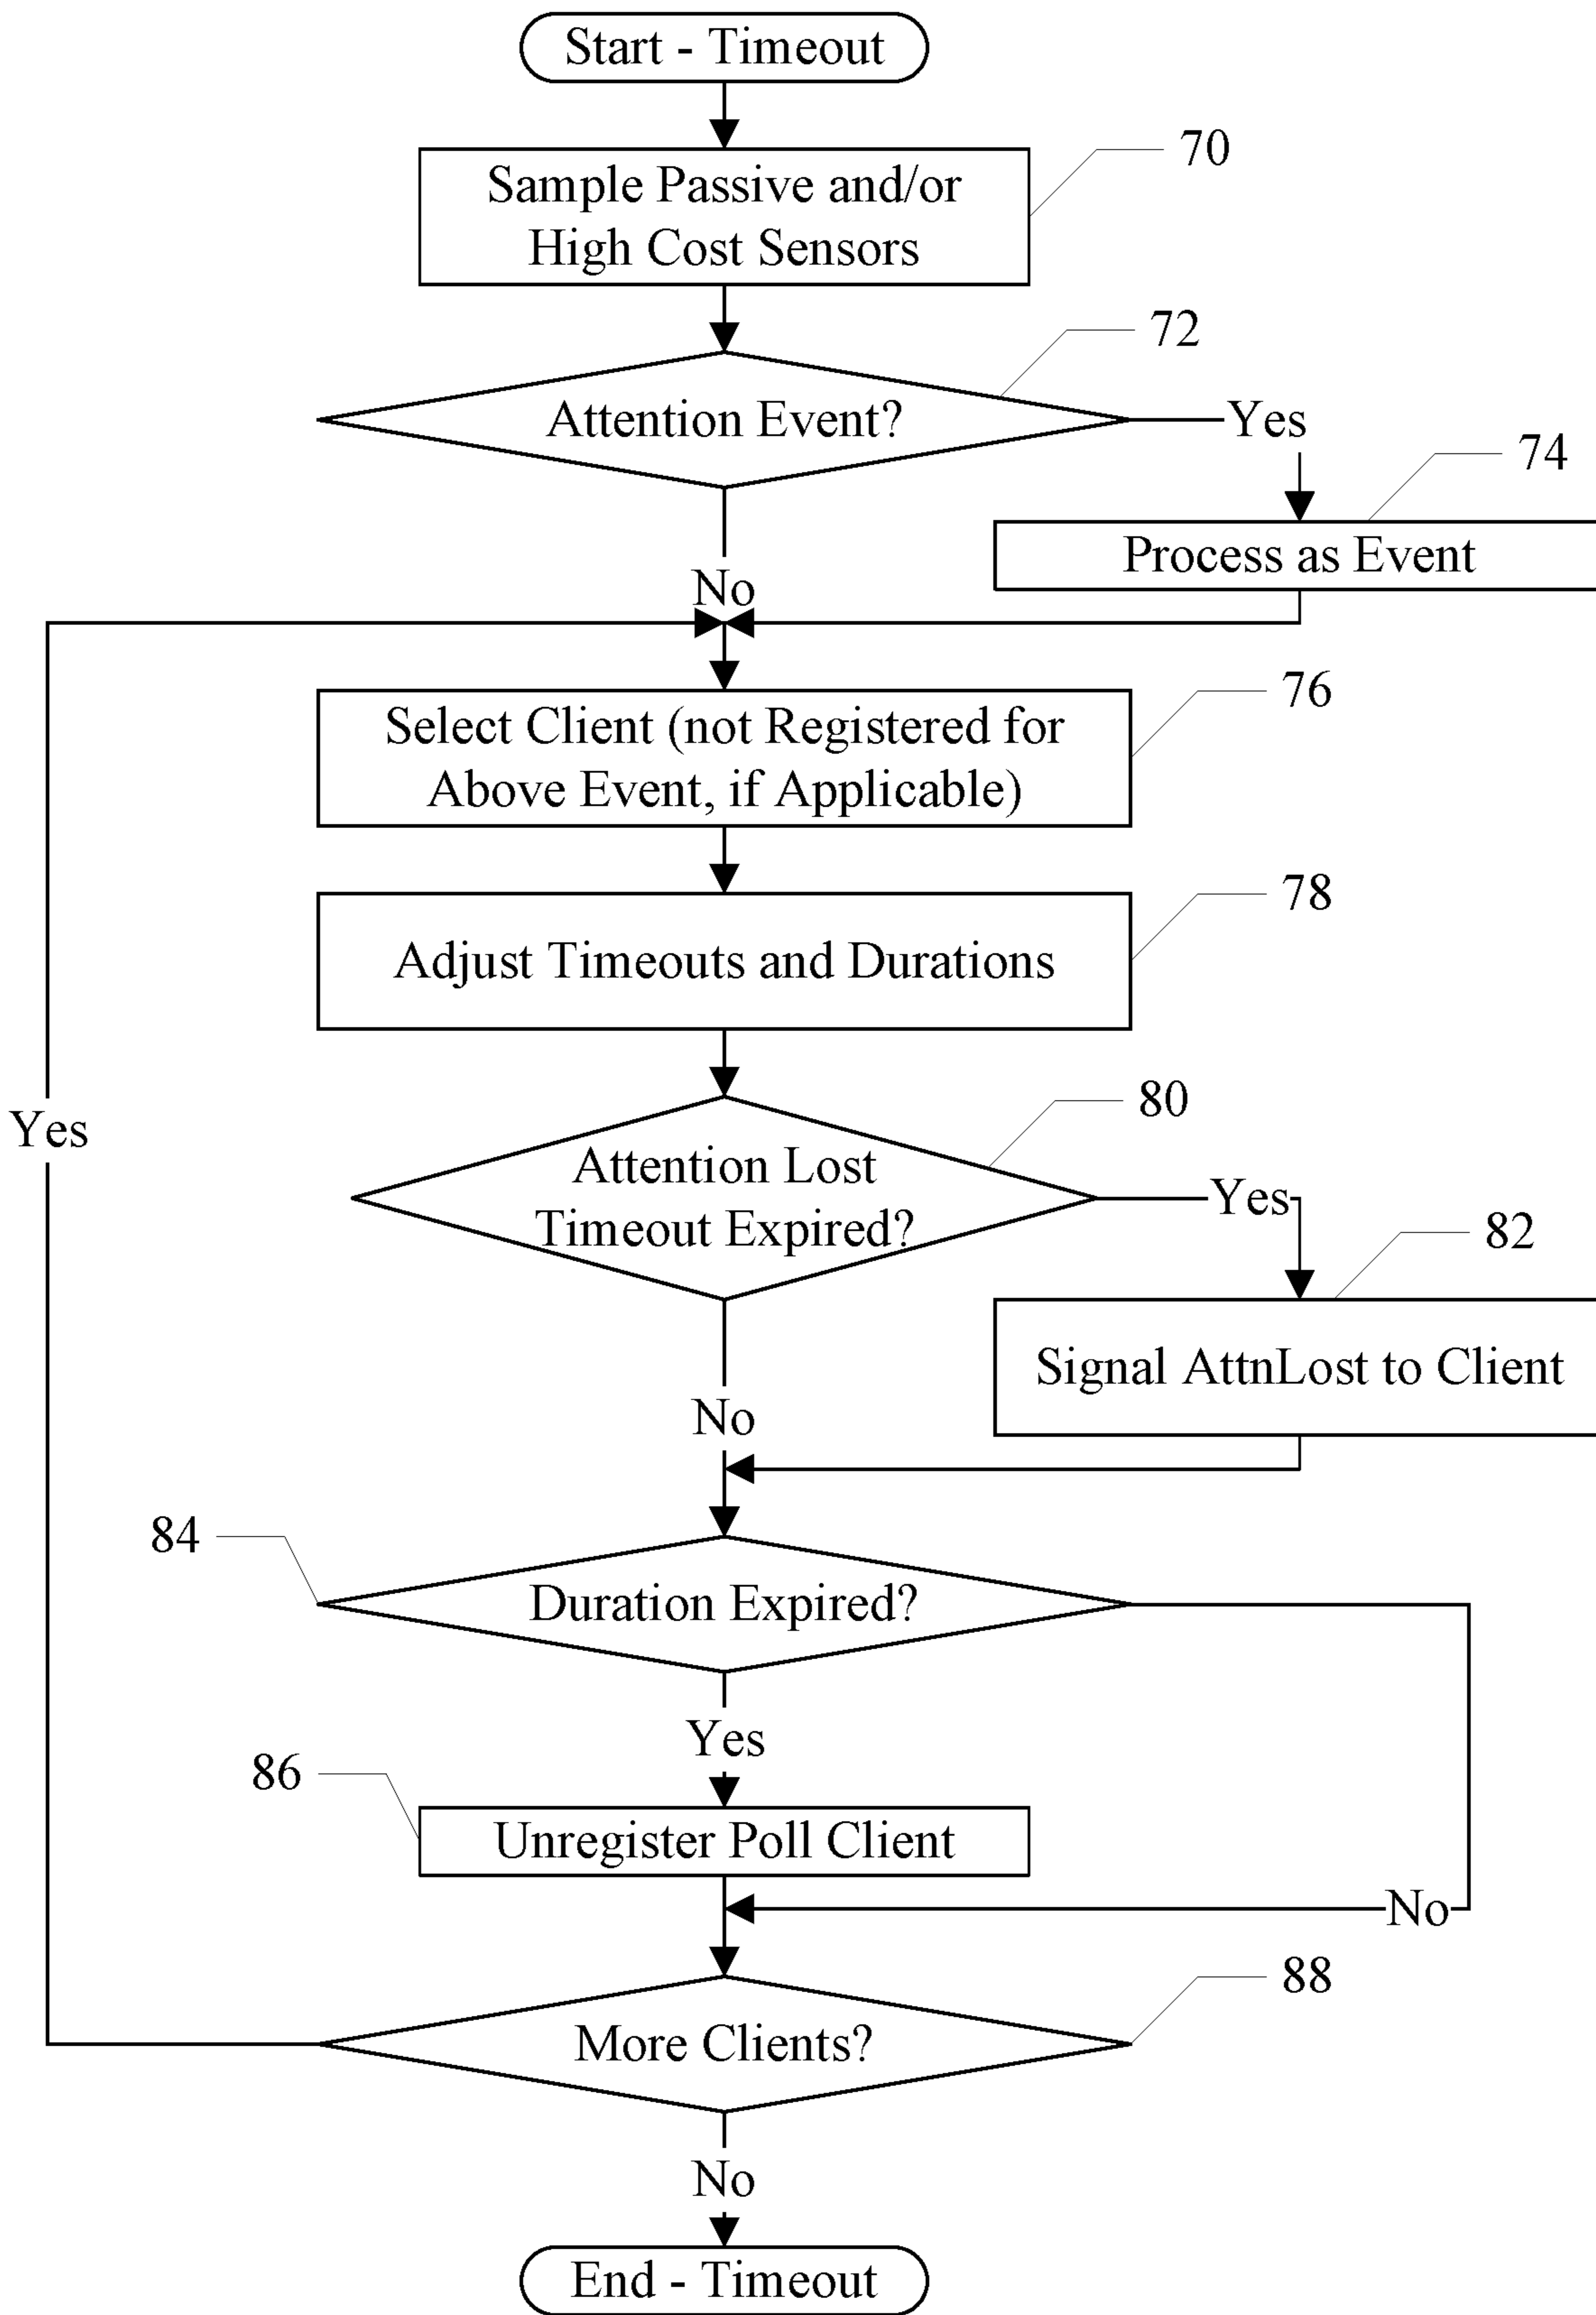 Start - Timeout
70
Sample Passive and/or
High Cost Sensors
72
Attention Event?
Yes
74
Process as Event
No
76
Select Client (not Registered for
Above Event, if Applicable)
78
Adjust Timeouts and Durations
80
Yes
Attention Lost
Timeout Expired?
Yes
82
Signal AttnLost to Client
No
84
Duration Expired?
Yes
86
Unregister Poll Client
No
88
More Clients?
No
End - Timeout